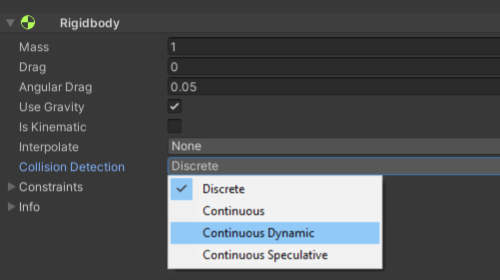 Rigidbody
Mass 1
Drag 0
Angular Drag 0.05
Use Gravity
Is Kinematic
Interpolate None
Collision Detection Discrete
Constraints
Info
Discrete
Continuous
Continuous Dynamic
Continuous Speculative